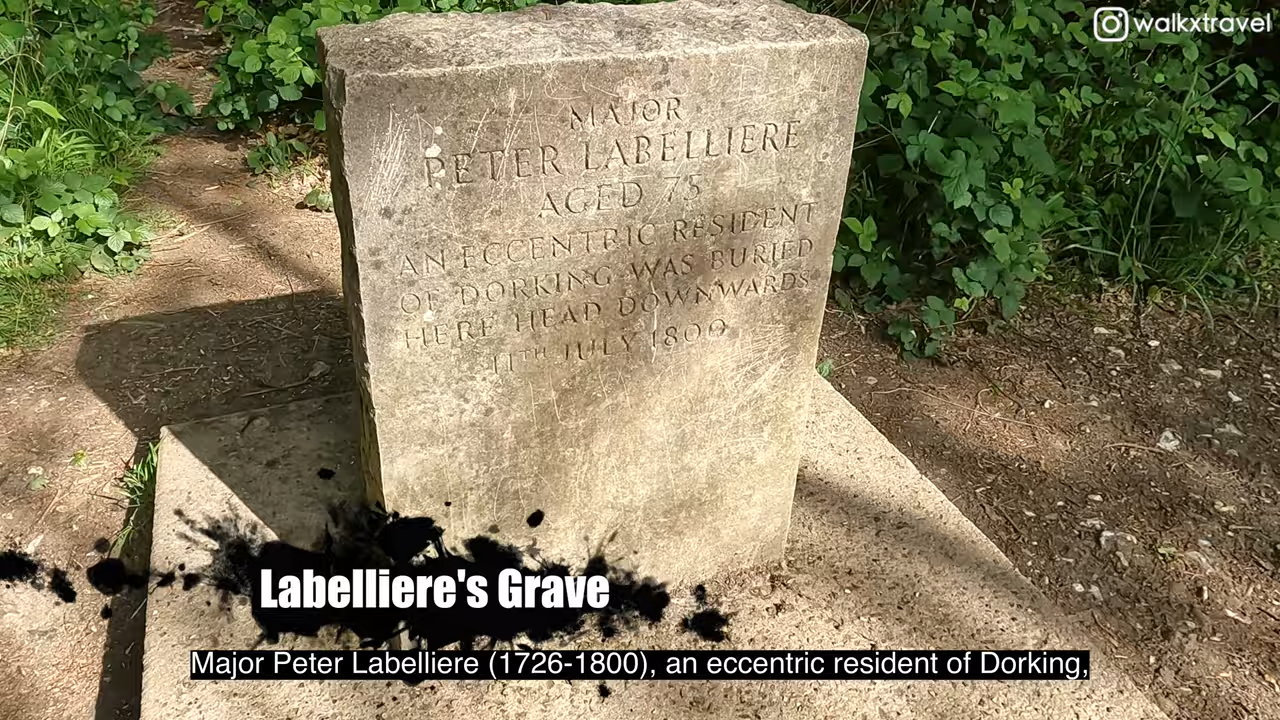 walkxtravel
MAJOR
PETER LABELLIERE
AGED 75
AN ECCENTRIC RESIDENT
OF DORKING WAS BURIED
HERE HEAD DOWNWARDS
11TH JULY 1800
Labelliere's Grave
Major Peter Labelliere (1726-1800), an eccentric resident of Dorking,